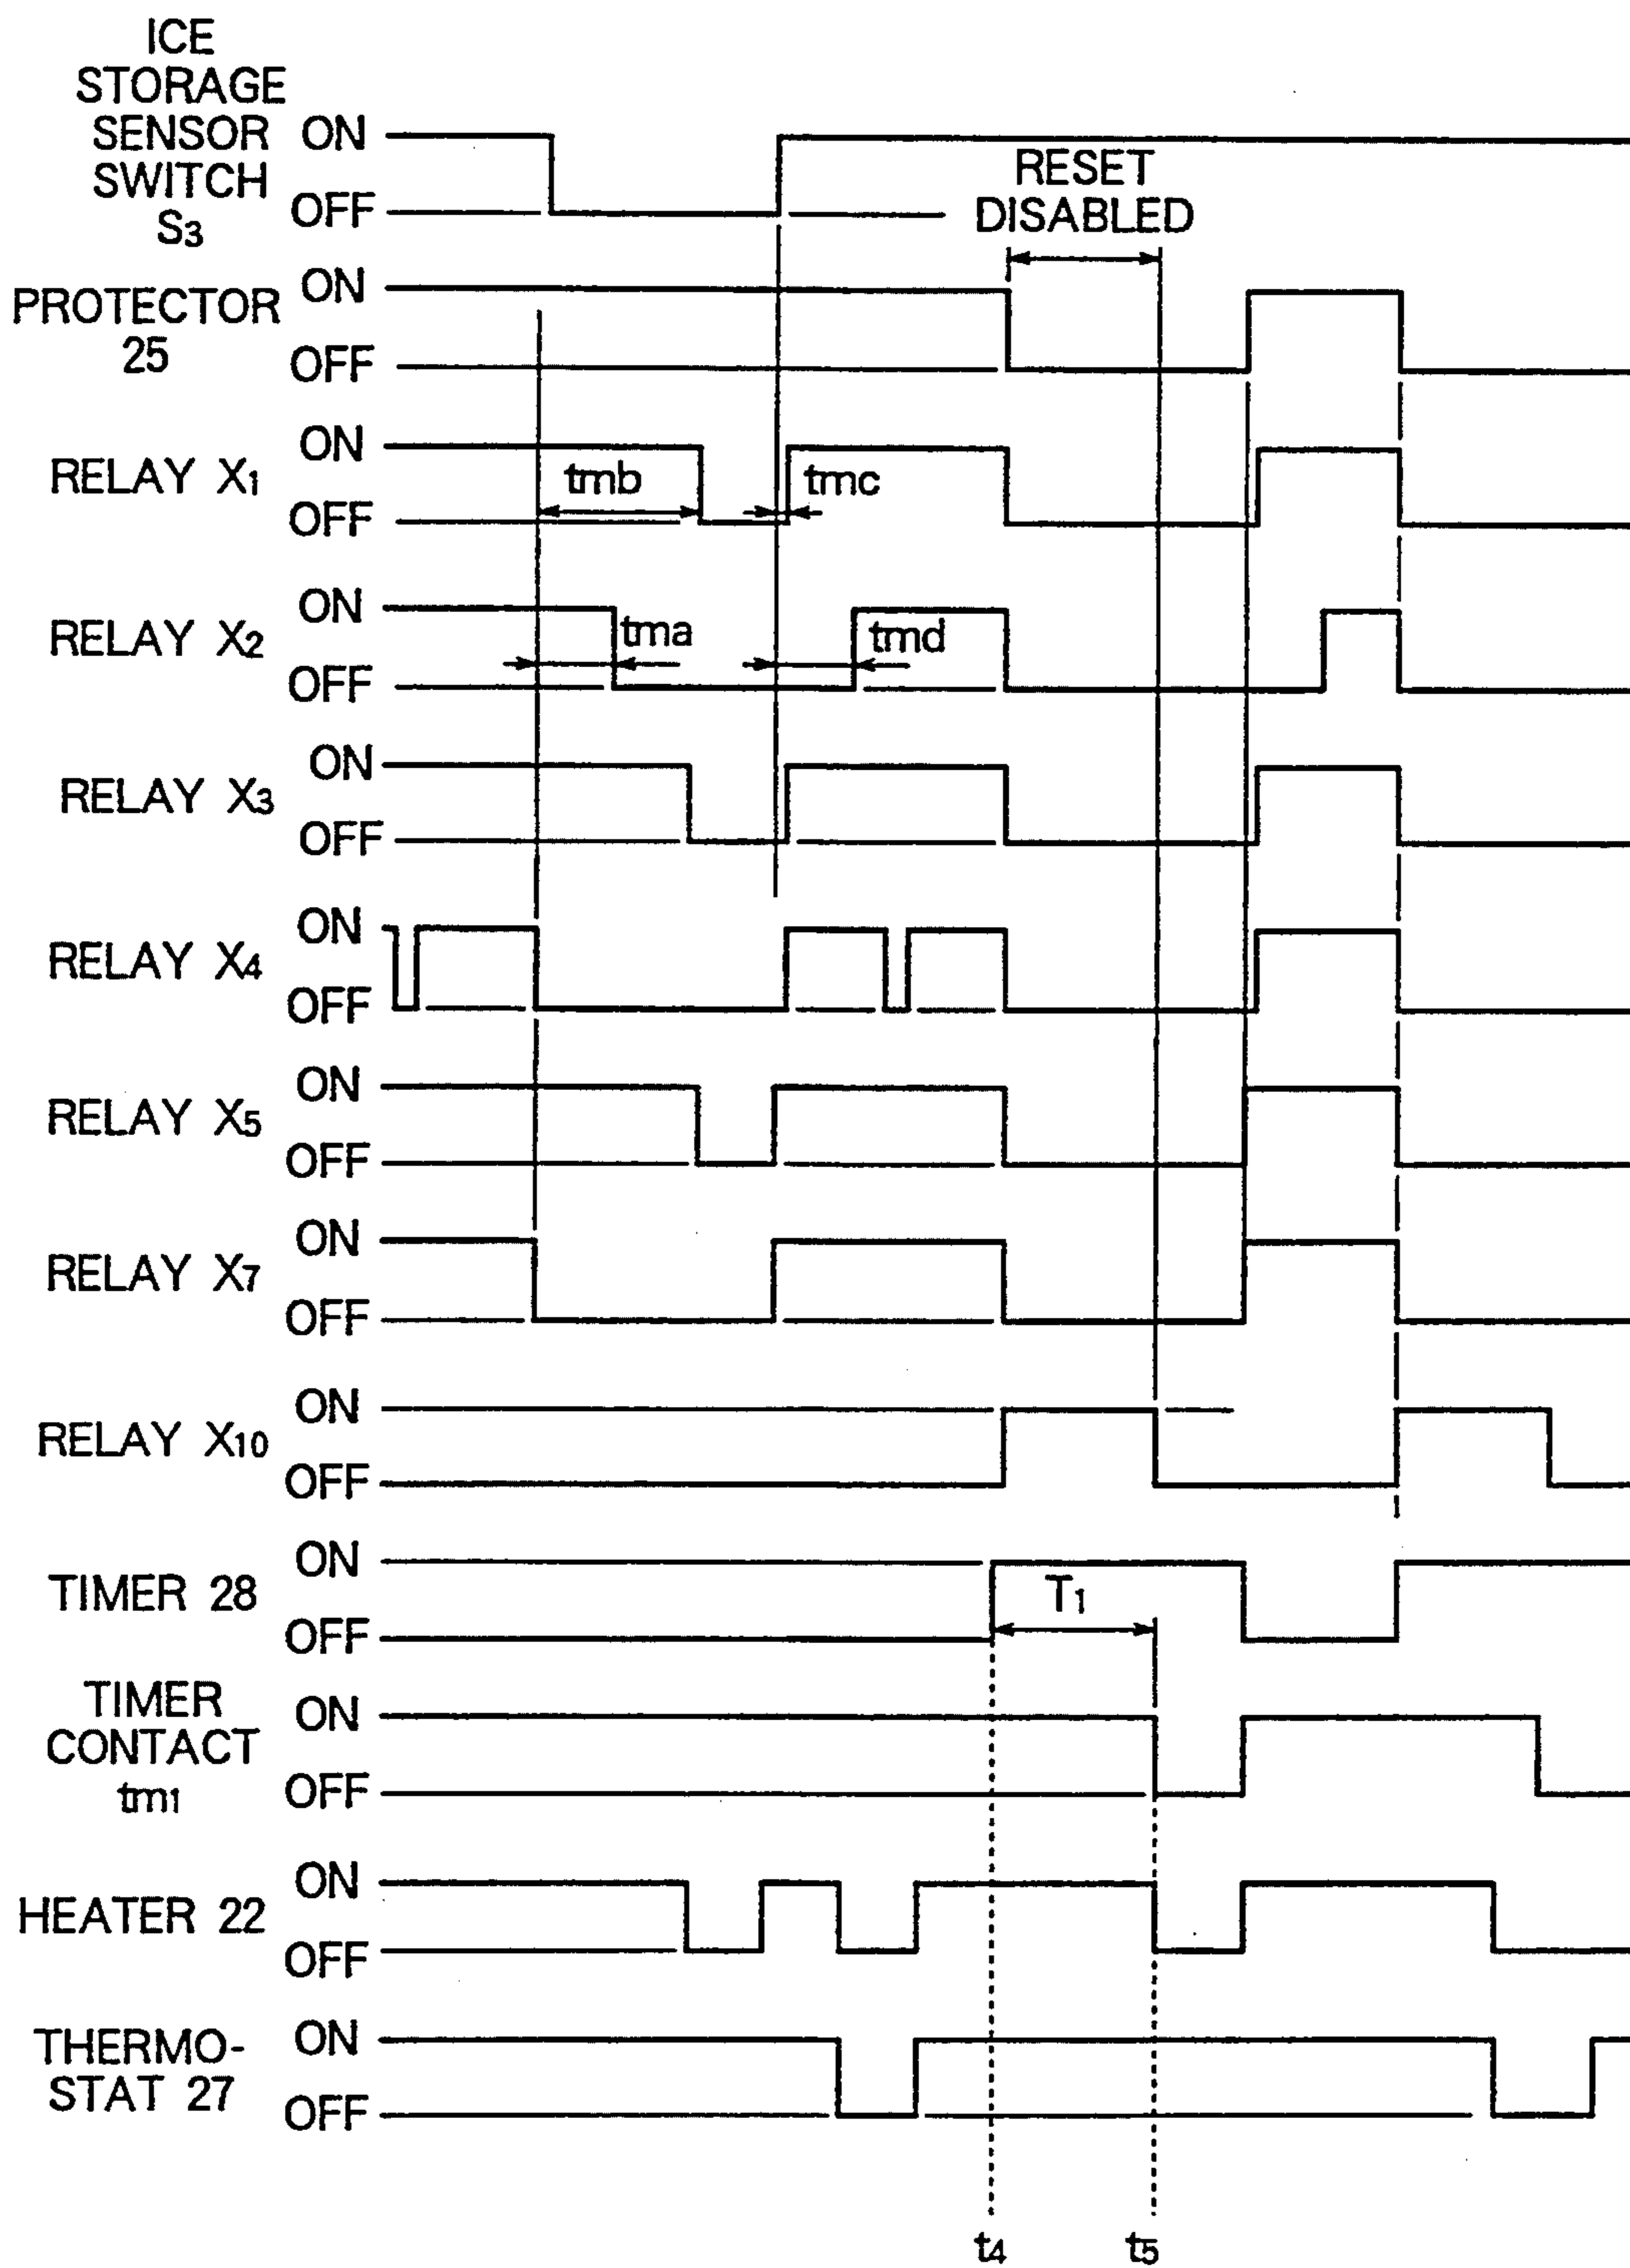 ICE
STORAGE
SENSOR
SWITCH
S3
ON
OFF
RESET
DISABLED
PROTECTOR
25
ON
OFF
RELAY X1
ON
OFF
tmb
tmc
RELAY X2
ON
OFF
tma
tmd
RELAY X3
ON
OFF
RELAY X4
ON
OFF
RELAY X5
ON
OFF
RELAY X7
ON
OFF
RELAY X10
ON
OFF
TIMER 28
ON
OFF
T1
TIMER
CONTACT
tm1
ON
OFF
HEATER 22
ON
OFF
THERMO-
STAT 27
ON
OFF
t4
t5